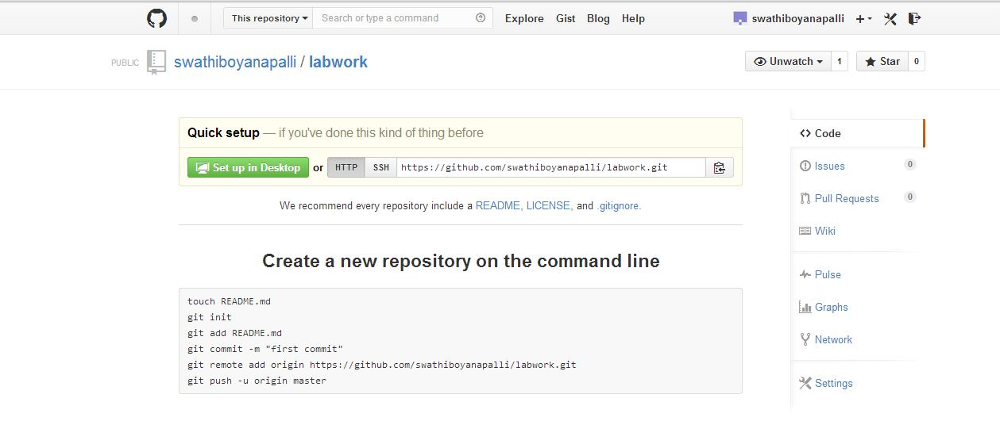 This repository Search or type a command Explore Gist Blog Help swathiboyanapalli
PUBLIC swathiboyanapalli / labwork Unwatch 1 Star 0
Quick setup — if you've done this kind of thing before
Set up in Desktop or HTTP SSH https://github.com/swathiboyanapalli/labwork.git
We recommend every repository include a README, LICENSE, and .gitignore.
Create a new repository on the command line
touch README.md
git init
git add README.md
git commit -m "first commit"
git remote add origin https://github.com/swathiboyanapalli/labwork.git
git push -u origin master
Code
Issues 0
Pull Requests 0
Wiki
Pulse
Graphs
Network
Settings